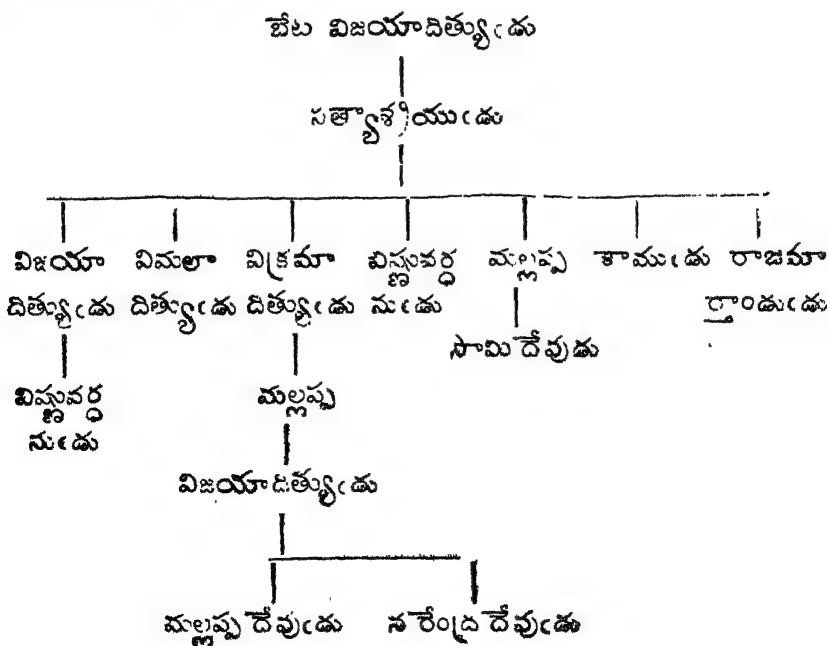 బేట విజయాదిత్యుఁడు
సత్యాశ్రియుఁడు
విజయా విమలా విక్రమా విష్ణువర్ధ మల్లప్ప కాముఁడు రాజమా
దిత్యుఁడు దిత్యుఁడు దిత్యుఁడు నుఁడు ర్తాండుఁడు
సామి దేవుడు
విష్ణువర్ధ మల్లప్ప
నుఁడు
విజయాదిత్యుఁడు
మల్లప్ప దేవుఁడు నరేంద్ర దేవుఁడు